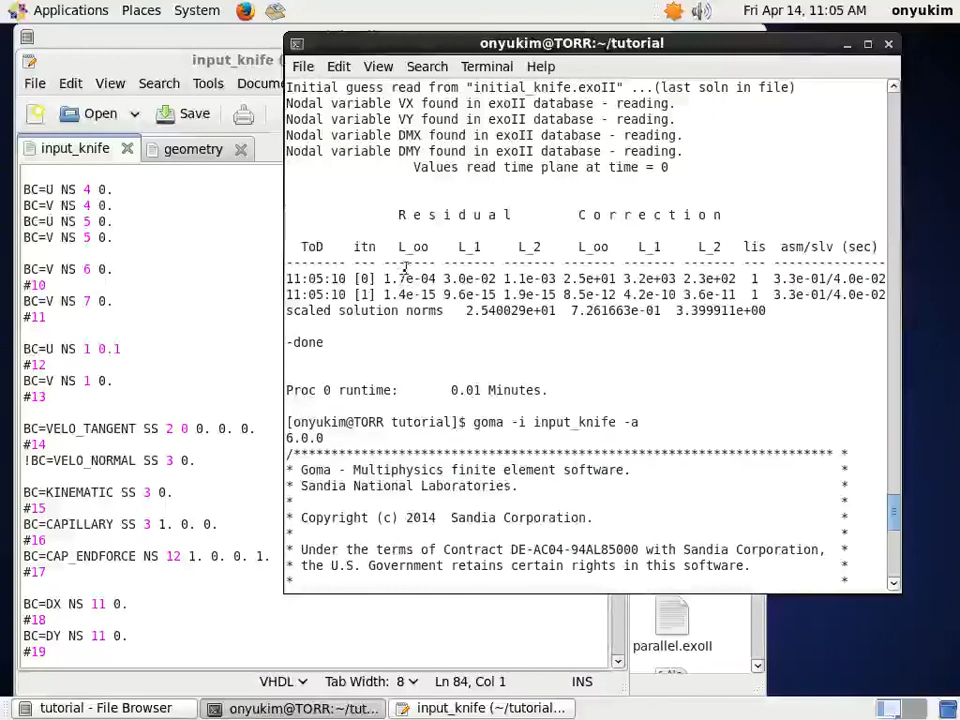 Applications Places System
Fri Apr 14, 11:05 AM onyukim
input_knife (
File Edit View Search Tools Docum
Open Save
input_knife geometry
BC=U NS 4 0.
BC=V NS 4 0.
BC=U NS 5 0.
BC=V NS 5 0.
BC=V NS 6 0.
#10
BC=V NS 7 0.
#11
BC=U NS 1 0.1
#12
BC=V NS 1 0.
#13
BC=VELO_TANGENT SS 2 0 0. 0. 0.
#14
!BC=VELO_NORMAL SS 3 0.
BC=KINEMATIC SS 3 0.
#15
BC=CAPILLARY SS 3 1. 0. 0.
#16
BC=CAP_ENDFORCE NS 12 1. 0. 0. 1.
#17
BC=DX NS 11 0.
#18
BC=DY NS 11 0.
#19
VHDL Tab Width: 8 Ln 84, Col 1 INS
onyukim@TORR:~/tutorial
File Edit View Search Terminal Help
Initial guess read from "initial_knife.exoII" ...(last soln in file)
Nodal variable VX found in exoII database - reading.
Nodal variable VY found in exoII database - reading.
Nodal variable DMX found in exoII database - reading.
Nodal variable DMY found in exoII database - reading.
Values read time plane at time = 0
R e s i d u a l C o r r e c t i o n
ToD itn L_oo L_1 L_2 L_oo L_1 L_2 lis asm/slv (sec)
-------- --- ------- ------- ------- ------- ------- ------- --- ---------------
11:05:10 [0] 1.7e-04 3.0e-02 1.1e-03 2.5e+01 3.2e+03 2.3e+02 1 3.3e-01/4.0e-02
11:05:10 [1] 1.4e-15 9.6e-15 1.9e-15 8.5e-12 4.2e-10 3.6e-11 1 3.3e-01/4.0e-02
scaled solution norms 2.540029e+01 7.261663e-01 3.399911e+00
-done
Proc 0 runtime: 0.01 Minutes.
[onyukim@TORR tutorial]$ goma -i input_knife -a
6.0.0
/************************************************************************ *
* Goma - Multiphysics finite element software. *
* Sandia National Laboratories. *
* *
* Copyright (c) 2014 Sandia Corporation. *
* *
* Under the terms of Contract DE-AC04-94AL85000 with Sandia Corporation, *
* the U.S. Government retains certain rights in this software. *
* *
parallel.exoII
tutorial - File Browser onyukim@TORR:~/tut... input_knife (~/tutorial...